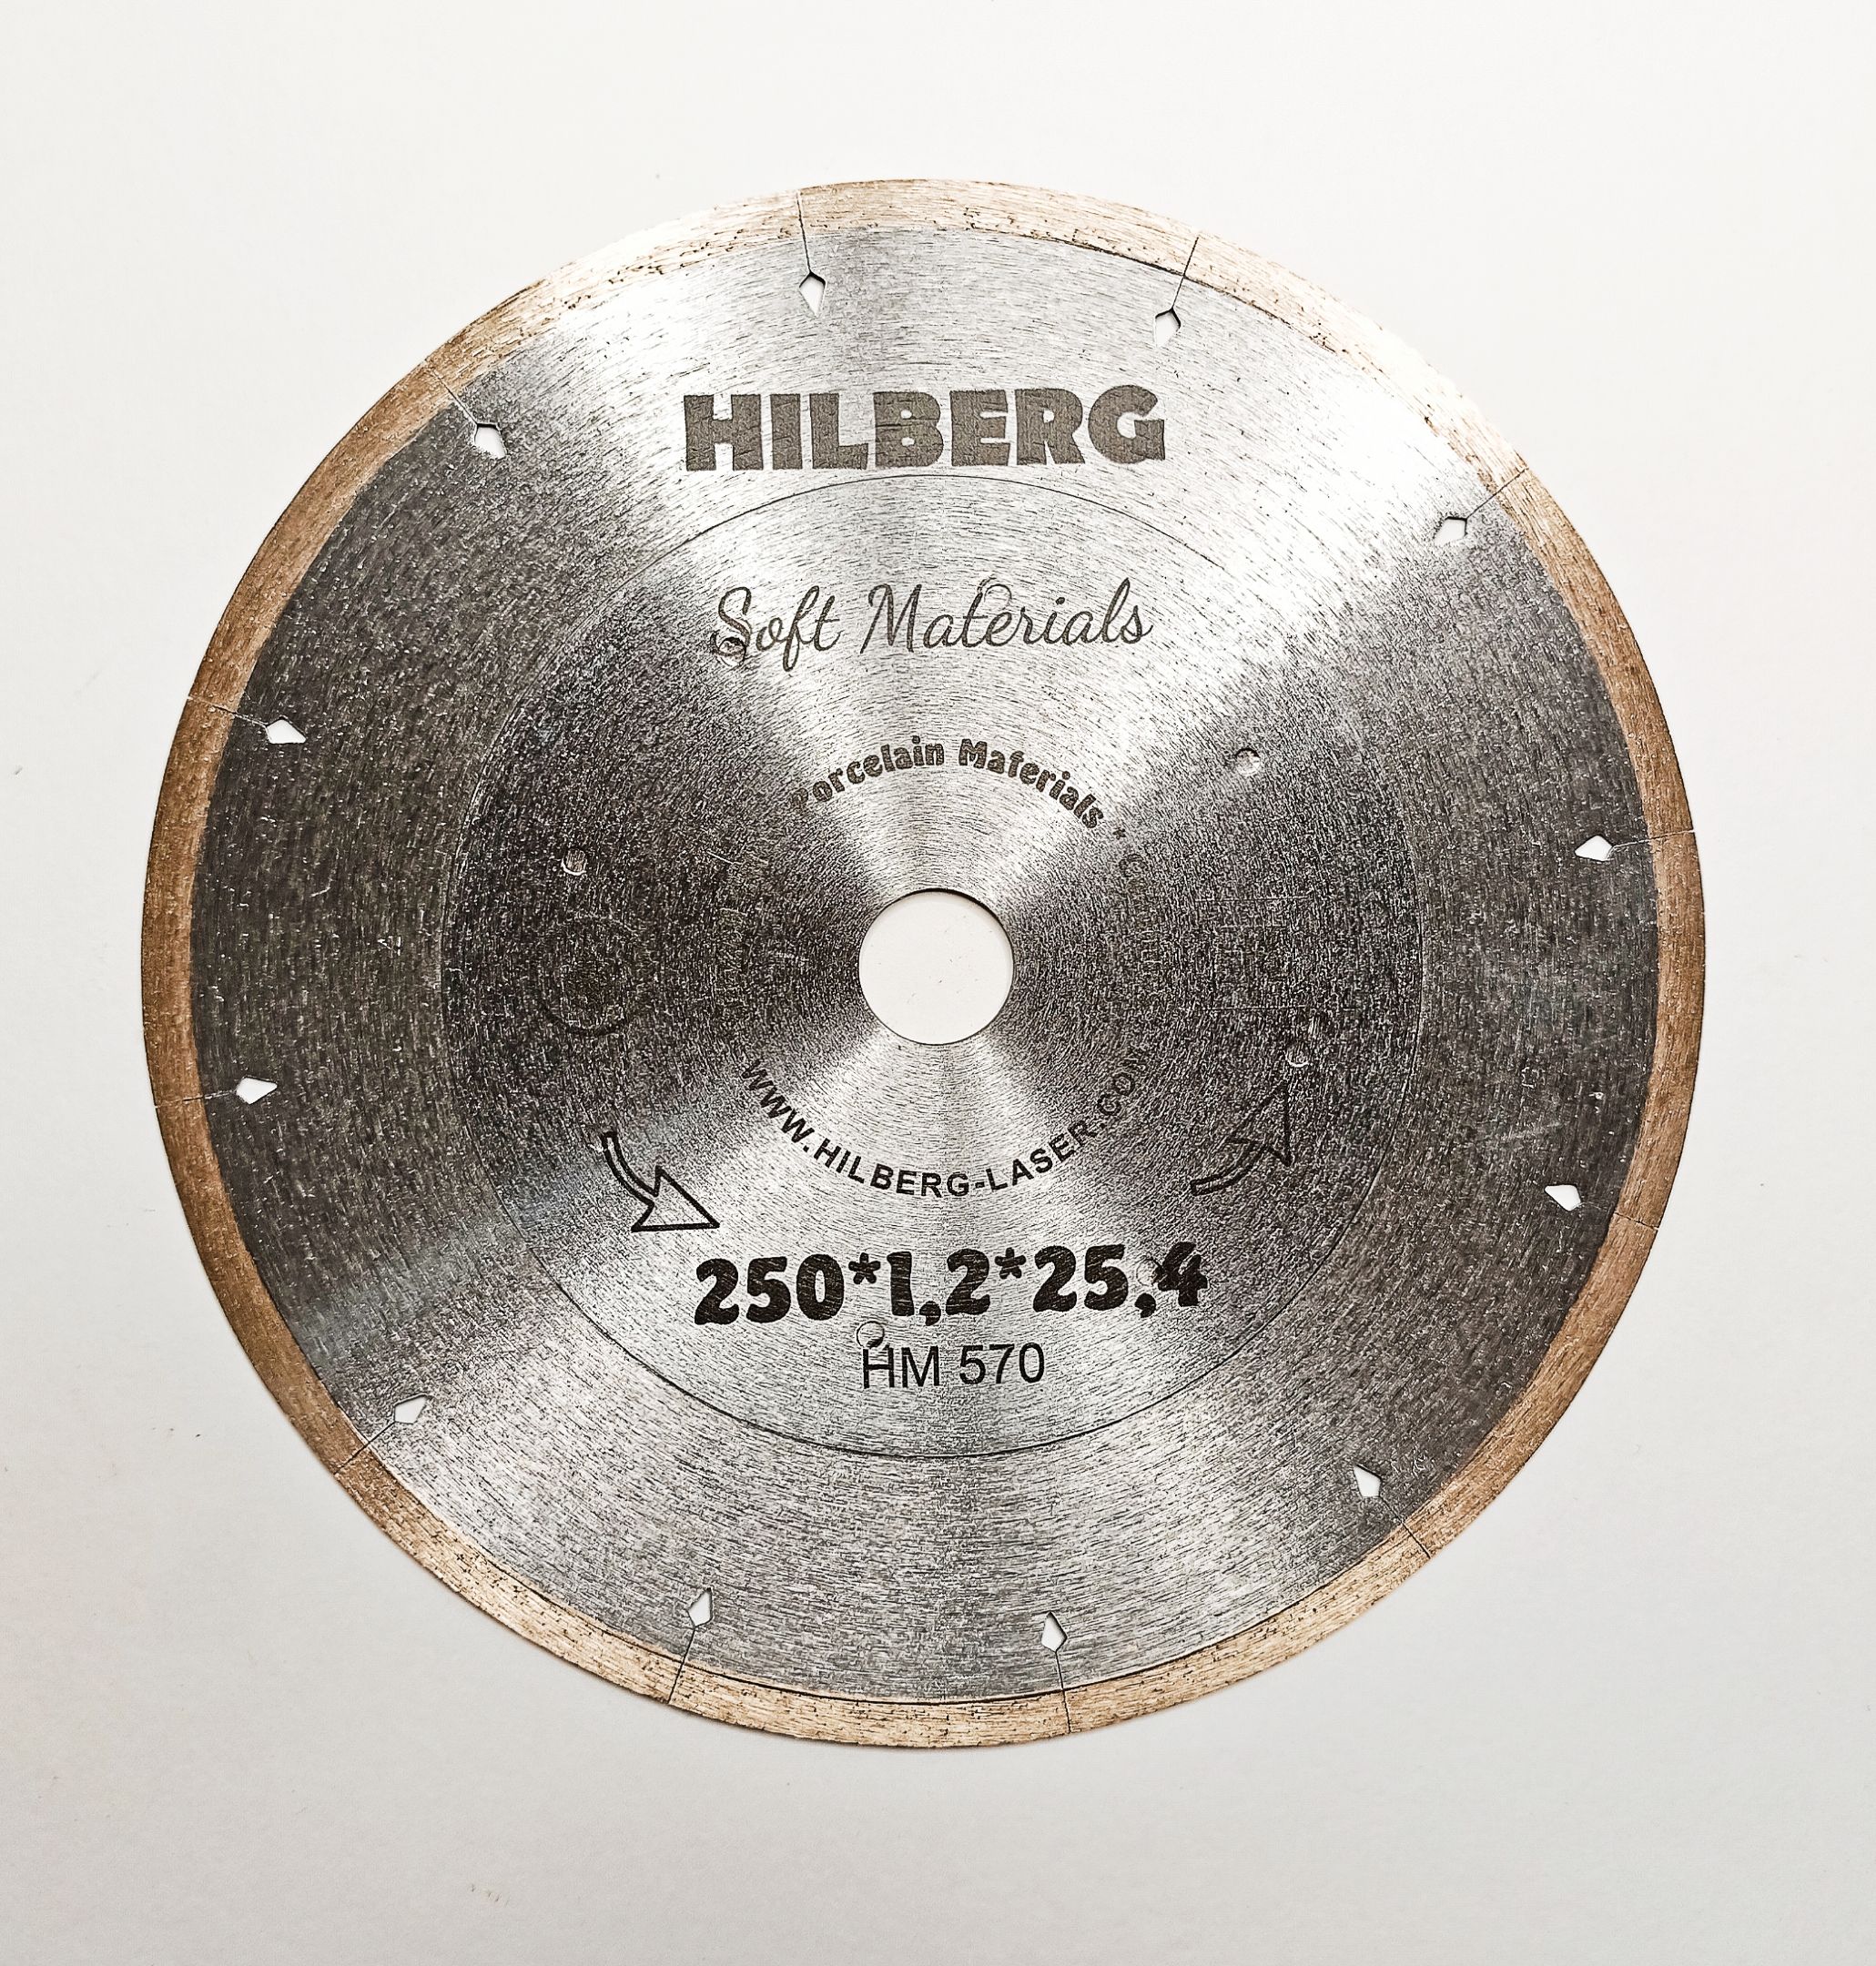 HILBERG
Soft Materials
Porcelain Materials *
WWW.HILBERG-LASER.COM
250*1,2*25,4
HM 570